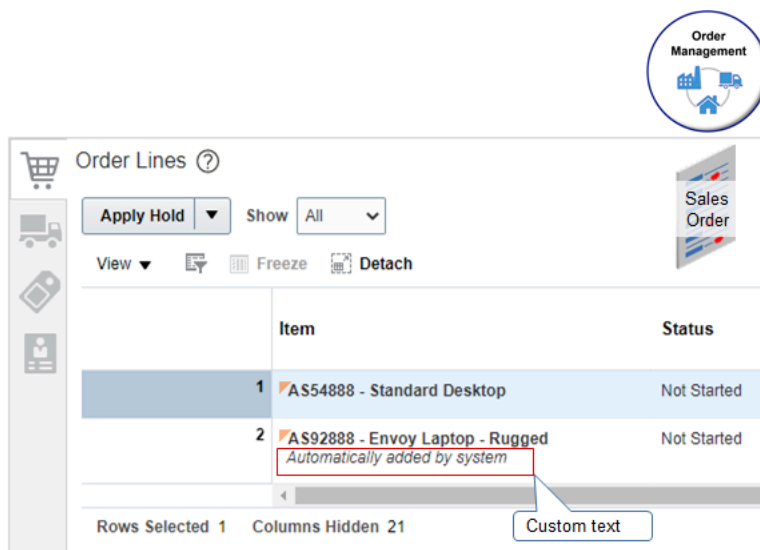 Order
Management
Order Lines ?
Apply Hold
Show
All
Sales
Order
View
Freeze
Detach
Item
Status
1
AS54888 - Standard Desktop
Not Started
2
AS92888 - Envoy Laptop - Rugged
Not Started
Automatically added by system
Rows Selected 1
Columns Hidden 21
Custom text